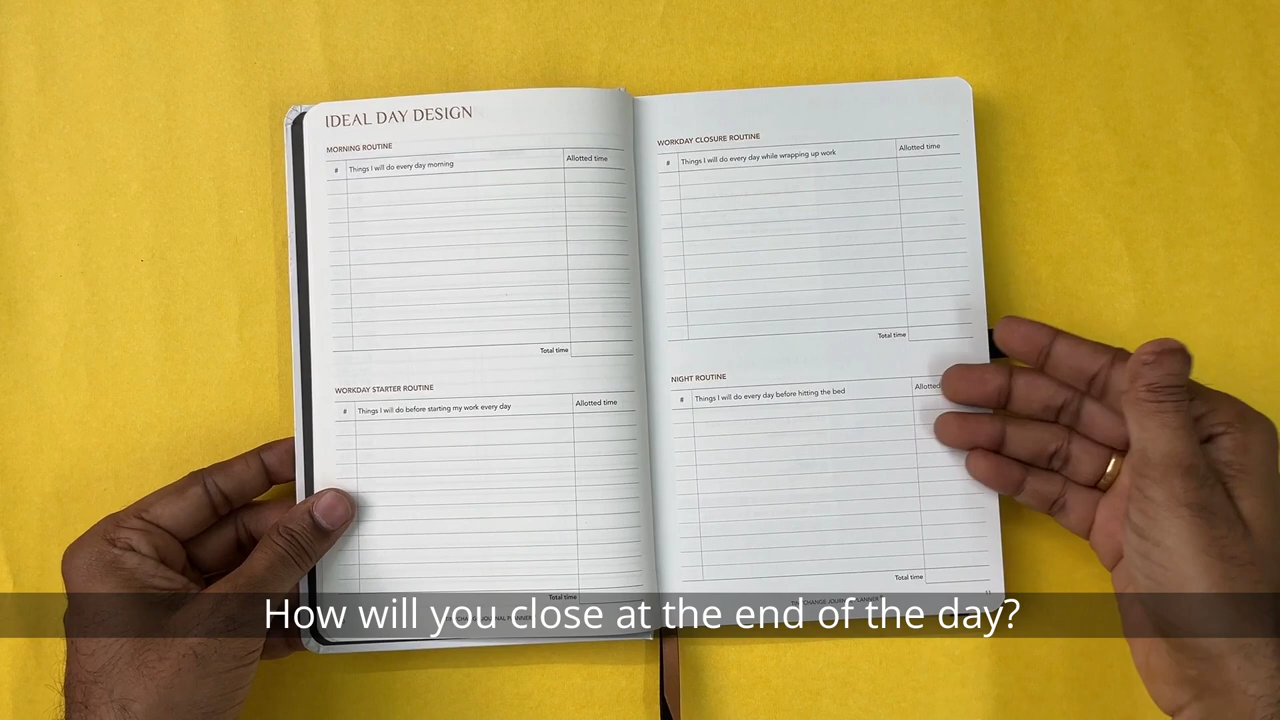 IDEAL DAY DESIGN
MORNING ROUTINE
# Things I will do every day morning Allotted time
Total time
WORKDAY STARTER ROUTINE
# Things I will do before starting my work every day Allotted time
Total time
WORKDAY CLOSURE ROUTINE
# Things I will do every day while wrapping up work Allotted time
Total time
NIGHT ROUTINE
# Things I will do every day before hitting the bed Allotted
Total time
How will you close at the end of the day?